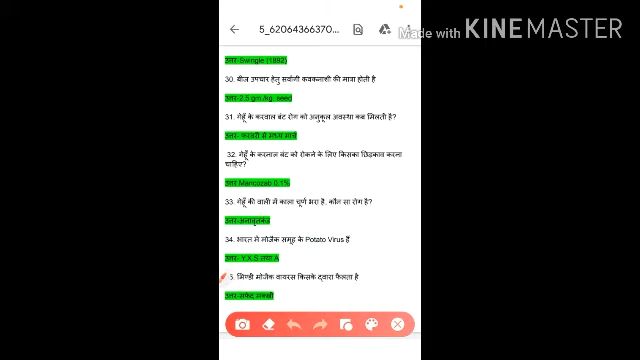 5_62064366370...
Made with KINEMASTER
उत्तर-Swingle (1892)
30. बीज उपचार हेतु सर्वांगी कवकनाशी की मात्रा होती है
उत्तर-2.5 gm./kg. seed
31. गेहूँ के करवाल बंट रोग को अनुकूल अवस्था कब मिलती है?
उत्तर- फरवरी में मध्य मार्च
32. गेहूँ के करनाल बंट को रोकने के लिए किसका छिड़काव करना
चाहिए?
उत्तर Mancozab 0.1%
33. गेहूँ की वाली में काला चूर्ण भरा है, कौन सा रोग है?
उत्तर-अनावृतकंड
34. भारत मे मोजैक समूह के Potato Virus हैं
उत्तर- Y.X.S तथा A
5. भिण्डी मोजैक वायरस किसके द्वारा फैलता है
उत्तर-सफेद मक्खी